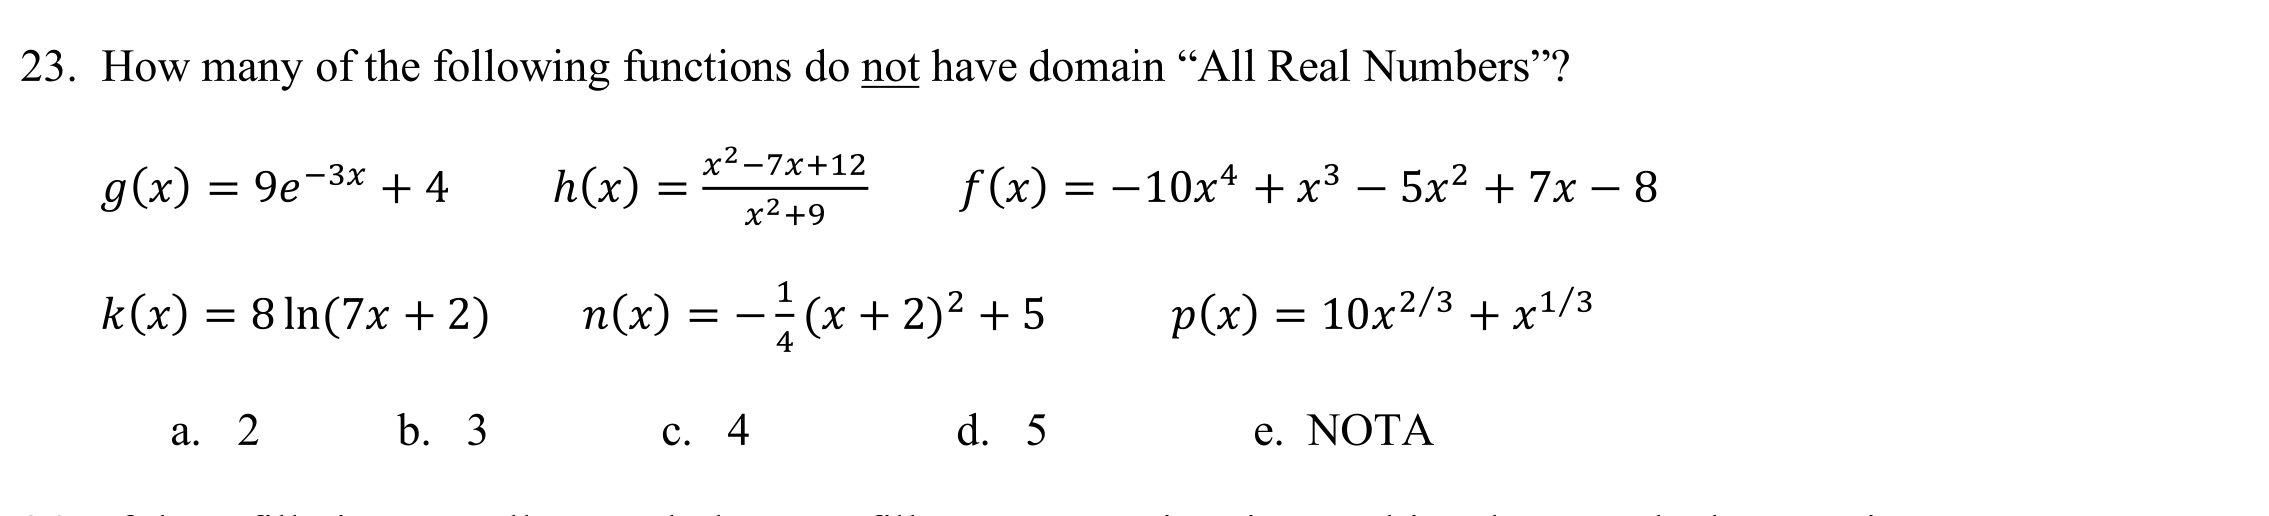 23. How many of the following functions do not have domain “All Real Numbers”?
g(x) = 9e^{-3x} + 4 h(x) = \frac{x^2-7x+12}{x^2+9} f(x) = -10x^4 + x^3 - 5x^2 + 7x - 8
k(x) = 8 ln(7x + 2) n(x) = -\frac{1}{4}(x + 2)^2 + 5 p(x) = 10x^{2/3} + x^{1/3}
a. 2 b. 3 c. 4 d. 5 e. NOTA